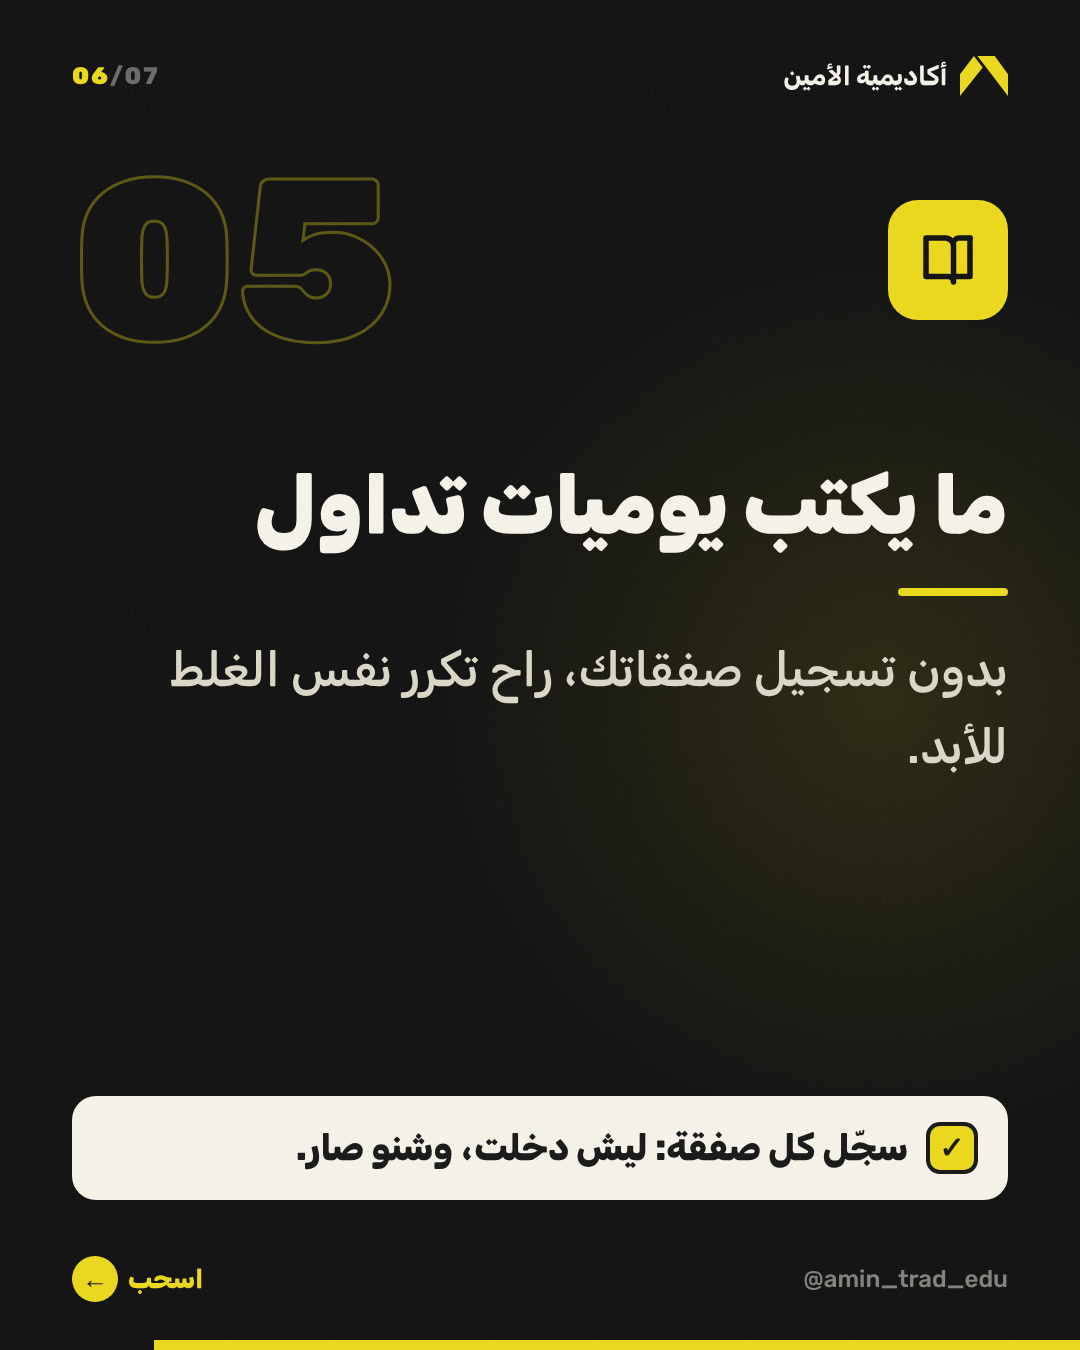 أكاديمية الأمين
06/07
05
ما يكتب يوميات تداول
بدون تسجيل صفقاتك، راح تكرر نفس الغلط
للأبد.
✓ سجّل كل صفقة: ليش دخلت، وشنو صار.
@amin_trad_edu
اسحب ←